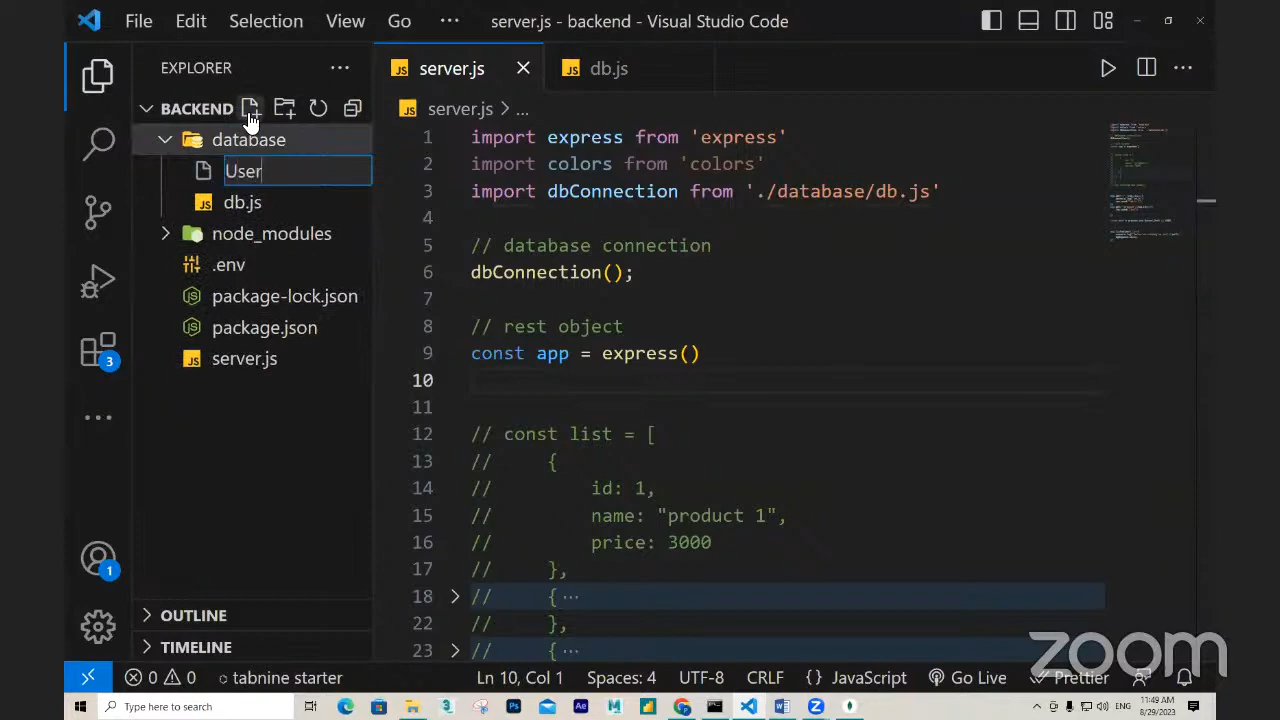 File Edit Selection View Go ··· server.js - backend - Visual Studio Code
EXPLORER ···
BACKEND
database
User
db.js
node_modules
.env
package-lock.json
package.json
server.js
OUTLINE
TIMELINE
3
1
JS server.js
JS db.js
JS server.js > ...
1 import express from 'express'
2 import colors from 'colors'
3 import dbConnection from './database/db.js'
4
5 // database connection
6 dbConnection();
7
8 // rest object
9 const app = express()
10
11
12 // const list = [
13 // {
14 // id: 1,
15 // name: "product 1",
16 // price: 3000
17 // },
18 // { ···
22 // },
23 // { ···
zoom
0 0 tabnine starter Ln 10, Col 1 Spaces: 4 UTF-8 CRLF {} JavaScript Go Live Prettier
Type here to search
11:49 AM
8/29/2023